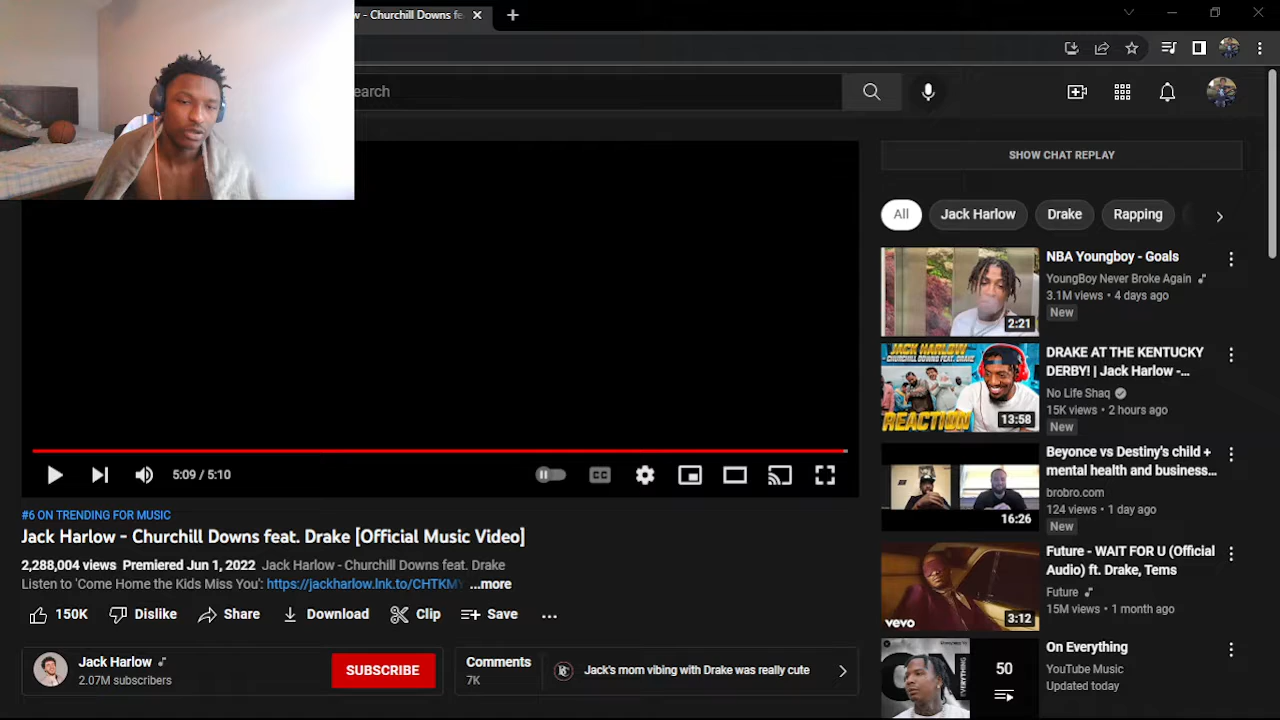 w - Churchill Downs fe
earch
SHOW CHAT REPLAY
All
Jack Harlow
Drake
Rapping
NBA Youngboy - Goals
YoungBoy Never Broke Again
3.1M views • 4 days ago
New
2:21
DRAKE AT THE KENTUCKY
DERBY! | Jack Harlow -...
No Life Shaq
15K views • 2 hours ago
New
JACK HARLOW
CHURCHILL DOWNS FEAT. DRAKE
REACTION
13:58
Beyonce vs Destiny's child +
mental health and business...
brobro.com
124 views • 1 day ago
New
16:26
Future - WAIT FOR U (Official
Audio) ft. Drake, Tems
Future
15M views • 1 month ago
vevo
3:12
On Everything
YouTube Music
Updated today
50
5:09 / 5:10
CC
#6 ON TRENDING FOR MUSIC
Jack Harlow - Churchill Downs feat. Drake [Official Music Video]
2,288,004 views Premiered Jun 1, 2022 Jack Harlow - Churchill Downs feat. Drake
Listen to 'Come Home the Kids Miss You': https://jackharlow.lnk.to/CHTKMY ...more
150K Dislike Share Download Clip Save
Jack Harlow
2.07M subscribers
SUBSCRIBE
Comments
7K
Jack's mom vibing with Drake was really cute